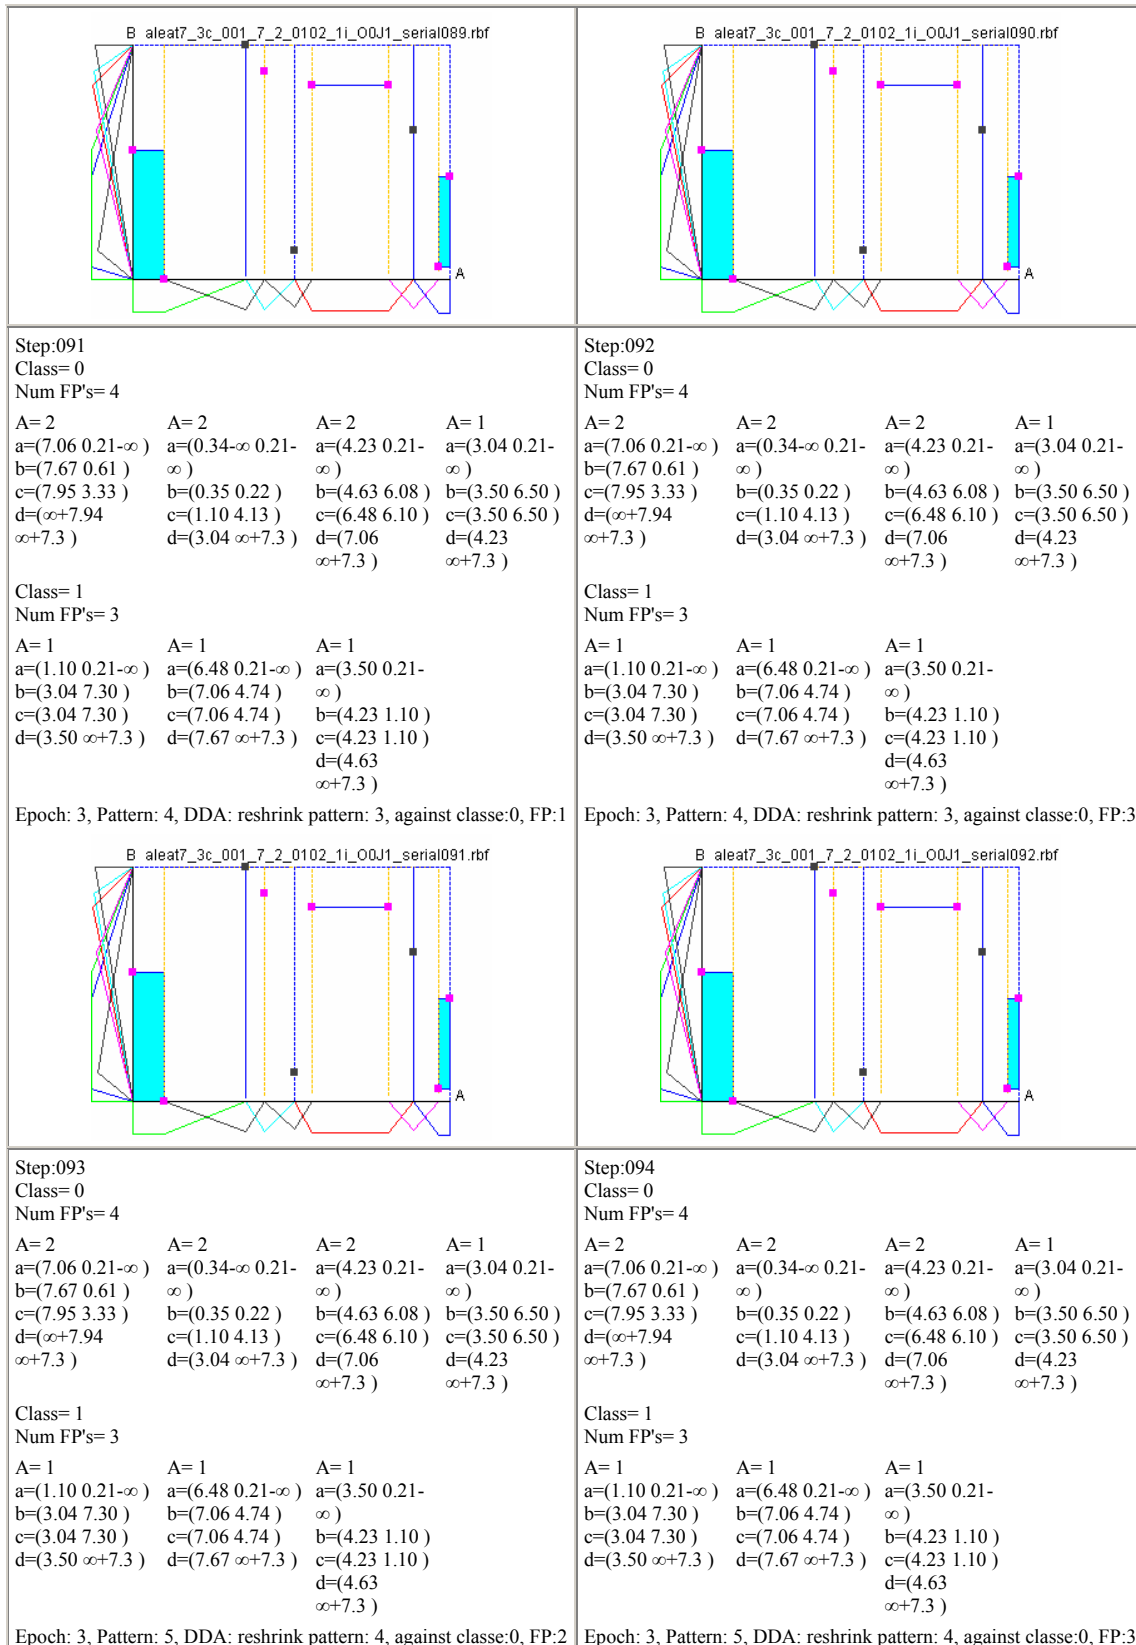 B aleat7_3c_001_7_2_0102_1i_O0J1_serial089.rbf
A
B aleat7_3c_001_7_2_0102_1i_O0J1_serial090.rbf
A
Step:091
Class= 0
Num FP's= 4
A= 2 A= 2 A= 2 A= 1
a=(7.06 0.21-∞ ) a=(0.34-∞ 0.21- a=(4.23 0.21- a=(3.04 0.21-
b=(7.67 0.61 ) ∞ ) ∞ ) ∞ )
c=(7.95 3.33 ) b=(0.35 0.22 ) b=(4.63 6.08 ) b=(3.50 6.50 )
d=(∞+7.94 c=(1.10 4.13 ) c=(6.48 6.10 ) c=(3.50 6.50 )
∞+7.3 ) d=(3.04 ∞+7.3 ) d=(7.06 d=(4.23
∞+7.3 ) ∞+7.3 )
Class= 1
Num FP's= 3
A= 1 A= 1 A= 1
a=(1.10 0.21-∞ ) a=(6.48 0.21-∞ ) a=(3.50 0.21-
b=(3.04 7.30 ) b=(7.06 4.74 ) ∞ )
c=(3.04 7.30 ) c=(7.06 4.74 ) b=(4.23 1.10 )
d=(3.50 ∞+7.3 ) d=(7.67 ∞+7.3 ) c=(4.23 1.10 )
d=(4.63
∞+7.3 )
Epoch: 3, Pattern: 4, DDA: reshrink pattern: 3, against classe:0, FP:1
B aleat7_3c_001_7_2_0102_1i_O0J1_serial091.rbf
A
Step:092
Class= 0
Num FP's= 4
A= 2 A= 2 A= 2 A= 1
a=(7.06 0.21-∞ ) a=(0.34-∞ 0.21- a=(4.23 0.21- a=(3.04 0.21-
b=(7.67 0.61 ) ∞ ) ∞ ) ∞ )
c=(7.95 3.33 ) b=(0.35 0.22 ) b=(4.63 6.08 ) b=(3.50 6.50 )
d=(∞+7.94 c=(1.10 4.13 ) c=(6.48 6.10 ) c=(3.50 6.50 )
∞+7.3 ) d=(3.04 ∞+7.3 ) d=(7.06 d=(4.23
∞+7.3 ) ∞+7.3 )
Class= 1
Num FP's= 3
A= 1 A= 1 A= 1
a=(1.10 0.21-∞ ) a=(6.48 0.21-∞ ) a=(3.50 0.21-
b=(3.04 7.30 ) b=(7.06 4.74 ) ∞ )
c=(3.04 7.30 ) c=(7.06 4.74 ) b=(4.23 1.10 )
d=(3.50 ∞+7.3 ) d=(7.67 ∞+7.3 ) c=(4.23 1.10 )
d=(4.63
∞+7.3 )
Epoch: 3, Pattern: 4, DDA: reshrink pattern: 3, against classe:0, FP:3
B aleat7_3c_001_7_2_0102_1i_O0J1_serial092.rbf
A
Step:093
Class= 0
Num FP's= 4
A= 2 A= 2 A= 2 A= 1
a=(7.06 0.21-∞ ) a=(0.34-∞ 0.21- a=(4.23 0.21- a=(3.04 0.21-
b=(7.67 0.61 ) ∞ ) ∞ ) ∞ )
c=(7.95 3.33 ) b=(0.35 0.22 ) b=(4.63 6.08 ) b=(3.50 6.50 )
d=(∞+7.94 c=(1.10 4.13 ) c=(6.48 6.10 ) c=(3.50 6.50 )
∞+7.3 ) d=(3.04 ∞+7.3 ) d=(7.06 d=(4.23
∞+7.3 ) ∞+7.3 )
Class= 1
Num FP's= 3
A= 1 A= 1 A= 1
a=(1.10 0.21-∞ ) a=(6.48 0.21-∞ ) a=(3.50 0.21-
b=(3.04 7.30 ) b=(7.06 4.74 ) ∞ )
c=(3.04 7.30 ) c=(7.06 4.74 ) b=(4.23 1.10 )
d=(3.50 ∞+7.3 ) d=(7.67 ∞+7.3 ) c=(4.23 1.10 )
d=(4.63
∞+7.3 )
Epoch: 3, Pattern: 5, DDA: reshrink pattern: 4, against classe:0, FP:2
Step:094
Class= 0
Num FP's= 4
A= 2 A= 2 A= 2 A= 1
a=(7.06 0.21-∞ ) a=(0.34-∞ 0.21- a=(4.23 0.21- a=(3.04 0.21-
b=(7.67 0.61 ) ∞ ) ∞ ) ∞ )
c=(7.95 3.33 ) b=(0.35 0.22 ) b=(4.63 6.08 ) b=(3.50 6.50 )
d=(∞+7.94 c=(1.10 4.13 ) c=(6.48 6.10 ) c=(3.50 6.50 )
∞+7.3 ) d=(3.04 ∞+7.3 ) d=(7.06 d=(4.23
∞+7.3 ) ∞+7.3 )
Class= 1
Num FP's= 3
A= 1 A= 1 A= 1
a=(1.10 0.21-∞ ) a=(6.48 0.21-∞ ) a=(3.50 0.21-
b=(3.04 7.30 ) b=(7.06 4.74 ) ∞ )
c=(3.04 7.30 ) c=(7.06 4.74 ) b=(4.23 1.10 )
d=(3.50 ∞+7.3 ) d=(7.67 ∞+7.3 ) c=(4.23 1.10 )
d=(4.63
∞+7.3 )
Epoch: 3, Pattern: 5, DDA: reshrink pattern: 4, against classe:0, FP:3